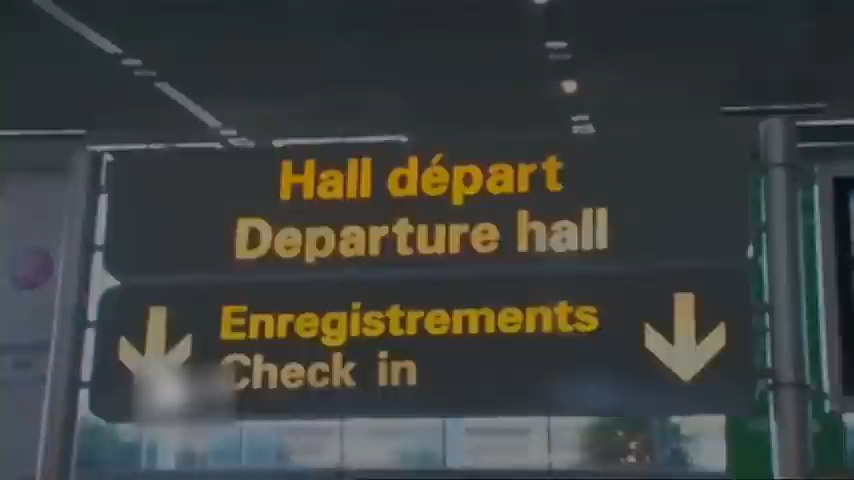 Hall départ
Departure hall
Enregistrements
Check in